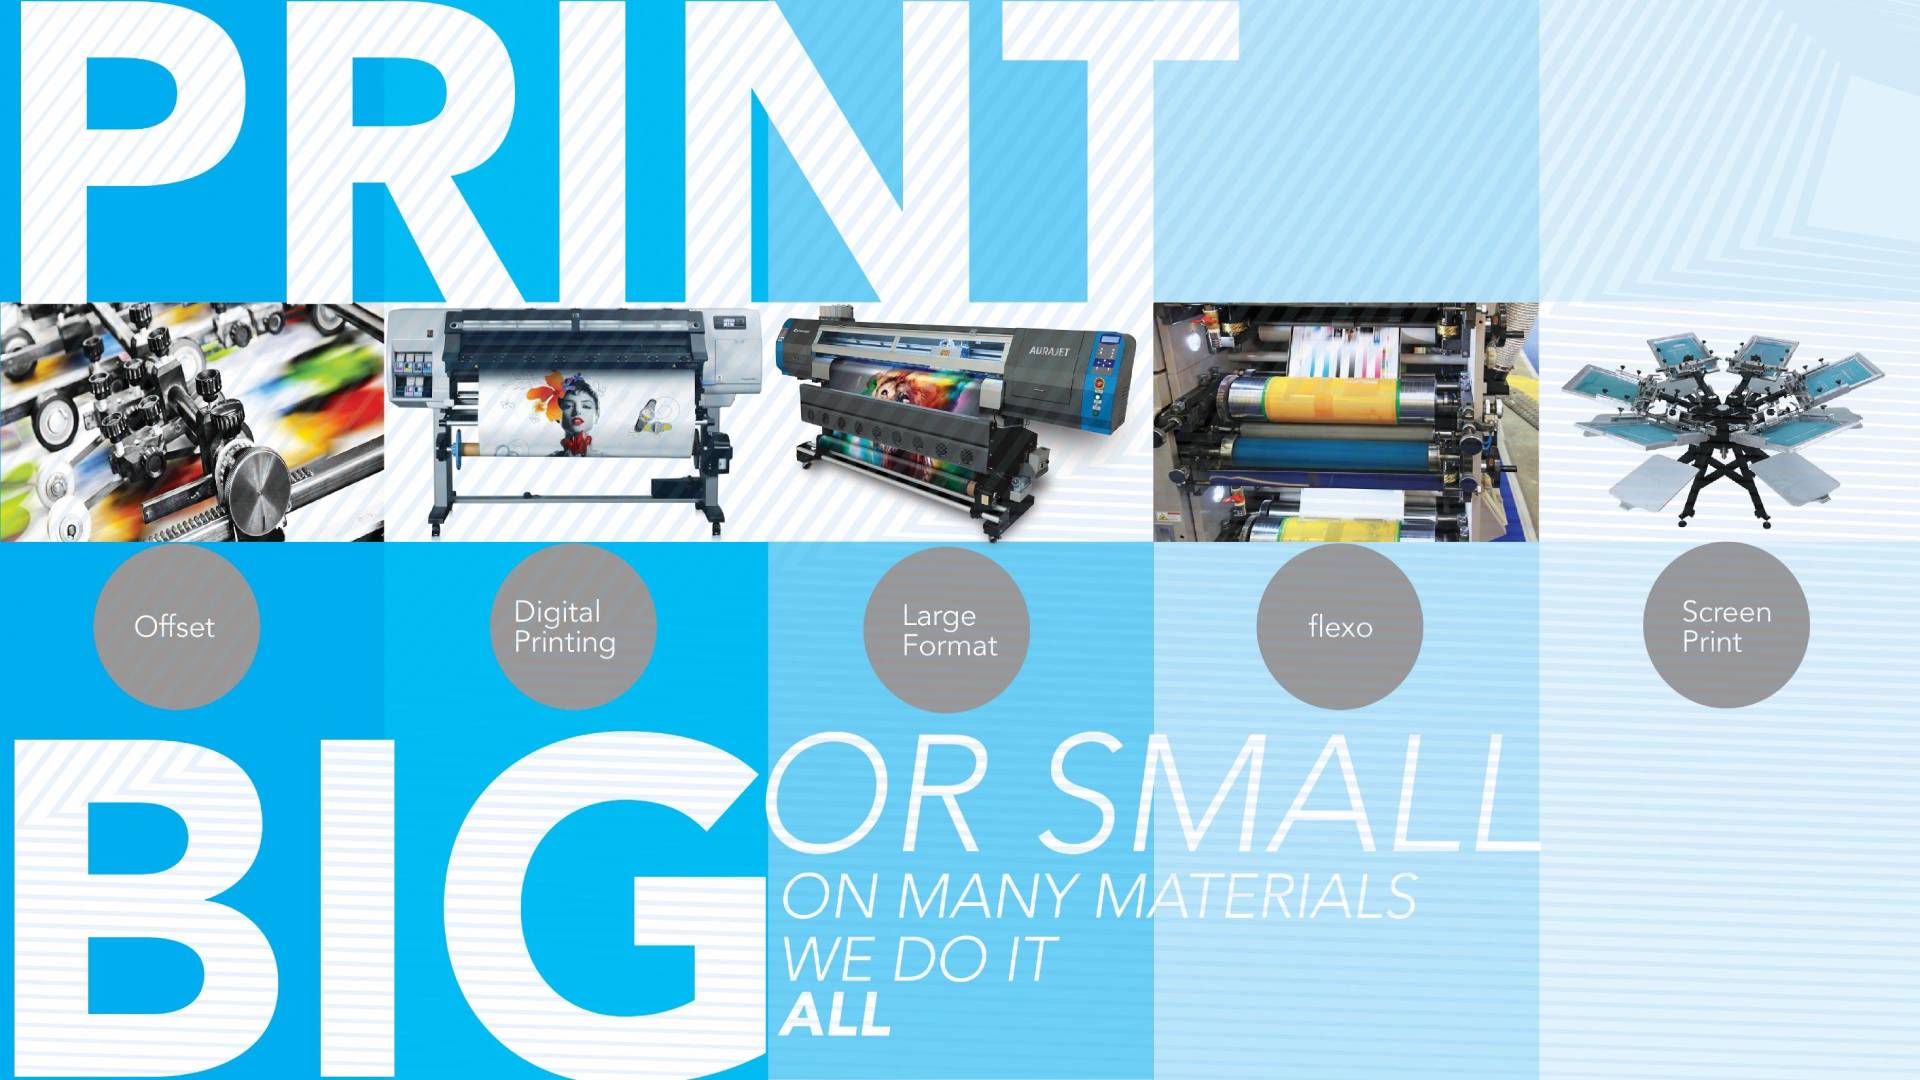 PRINT
AURAJET
Offset
Digital
Printing
Large
Format
flexo
Screen
Print
BIG
OR SMALL
ON MANY MATERIALS
WE DO IT
ALL